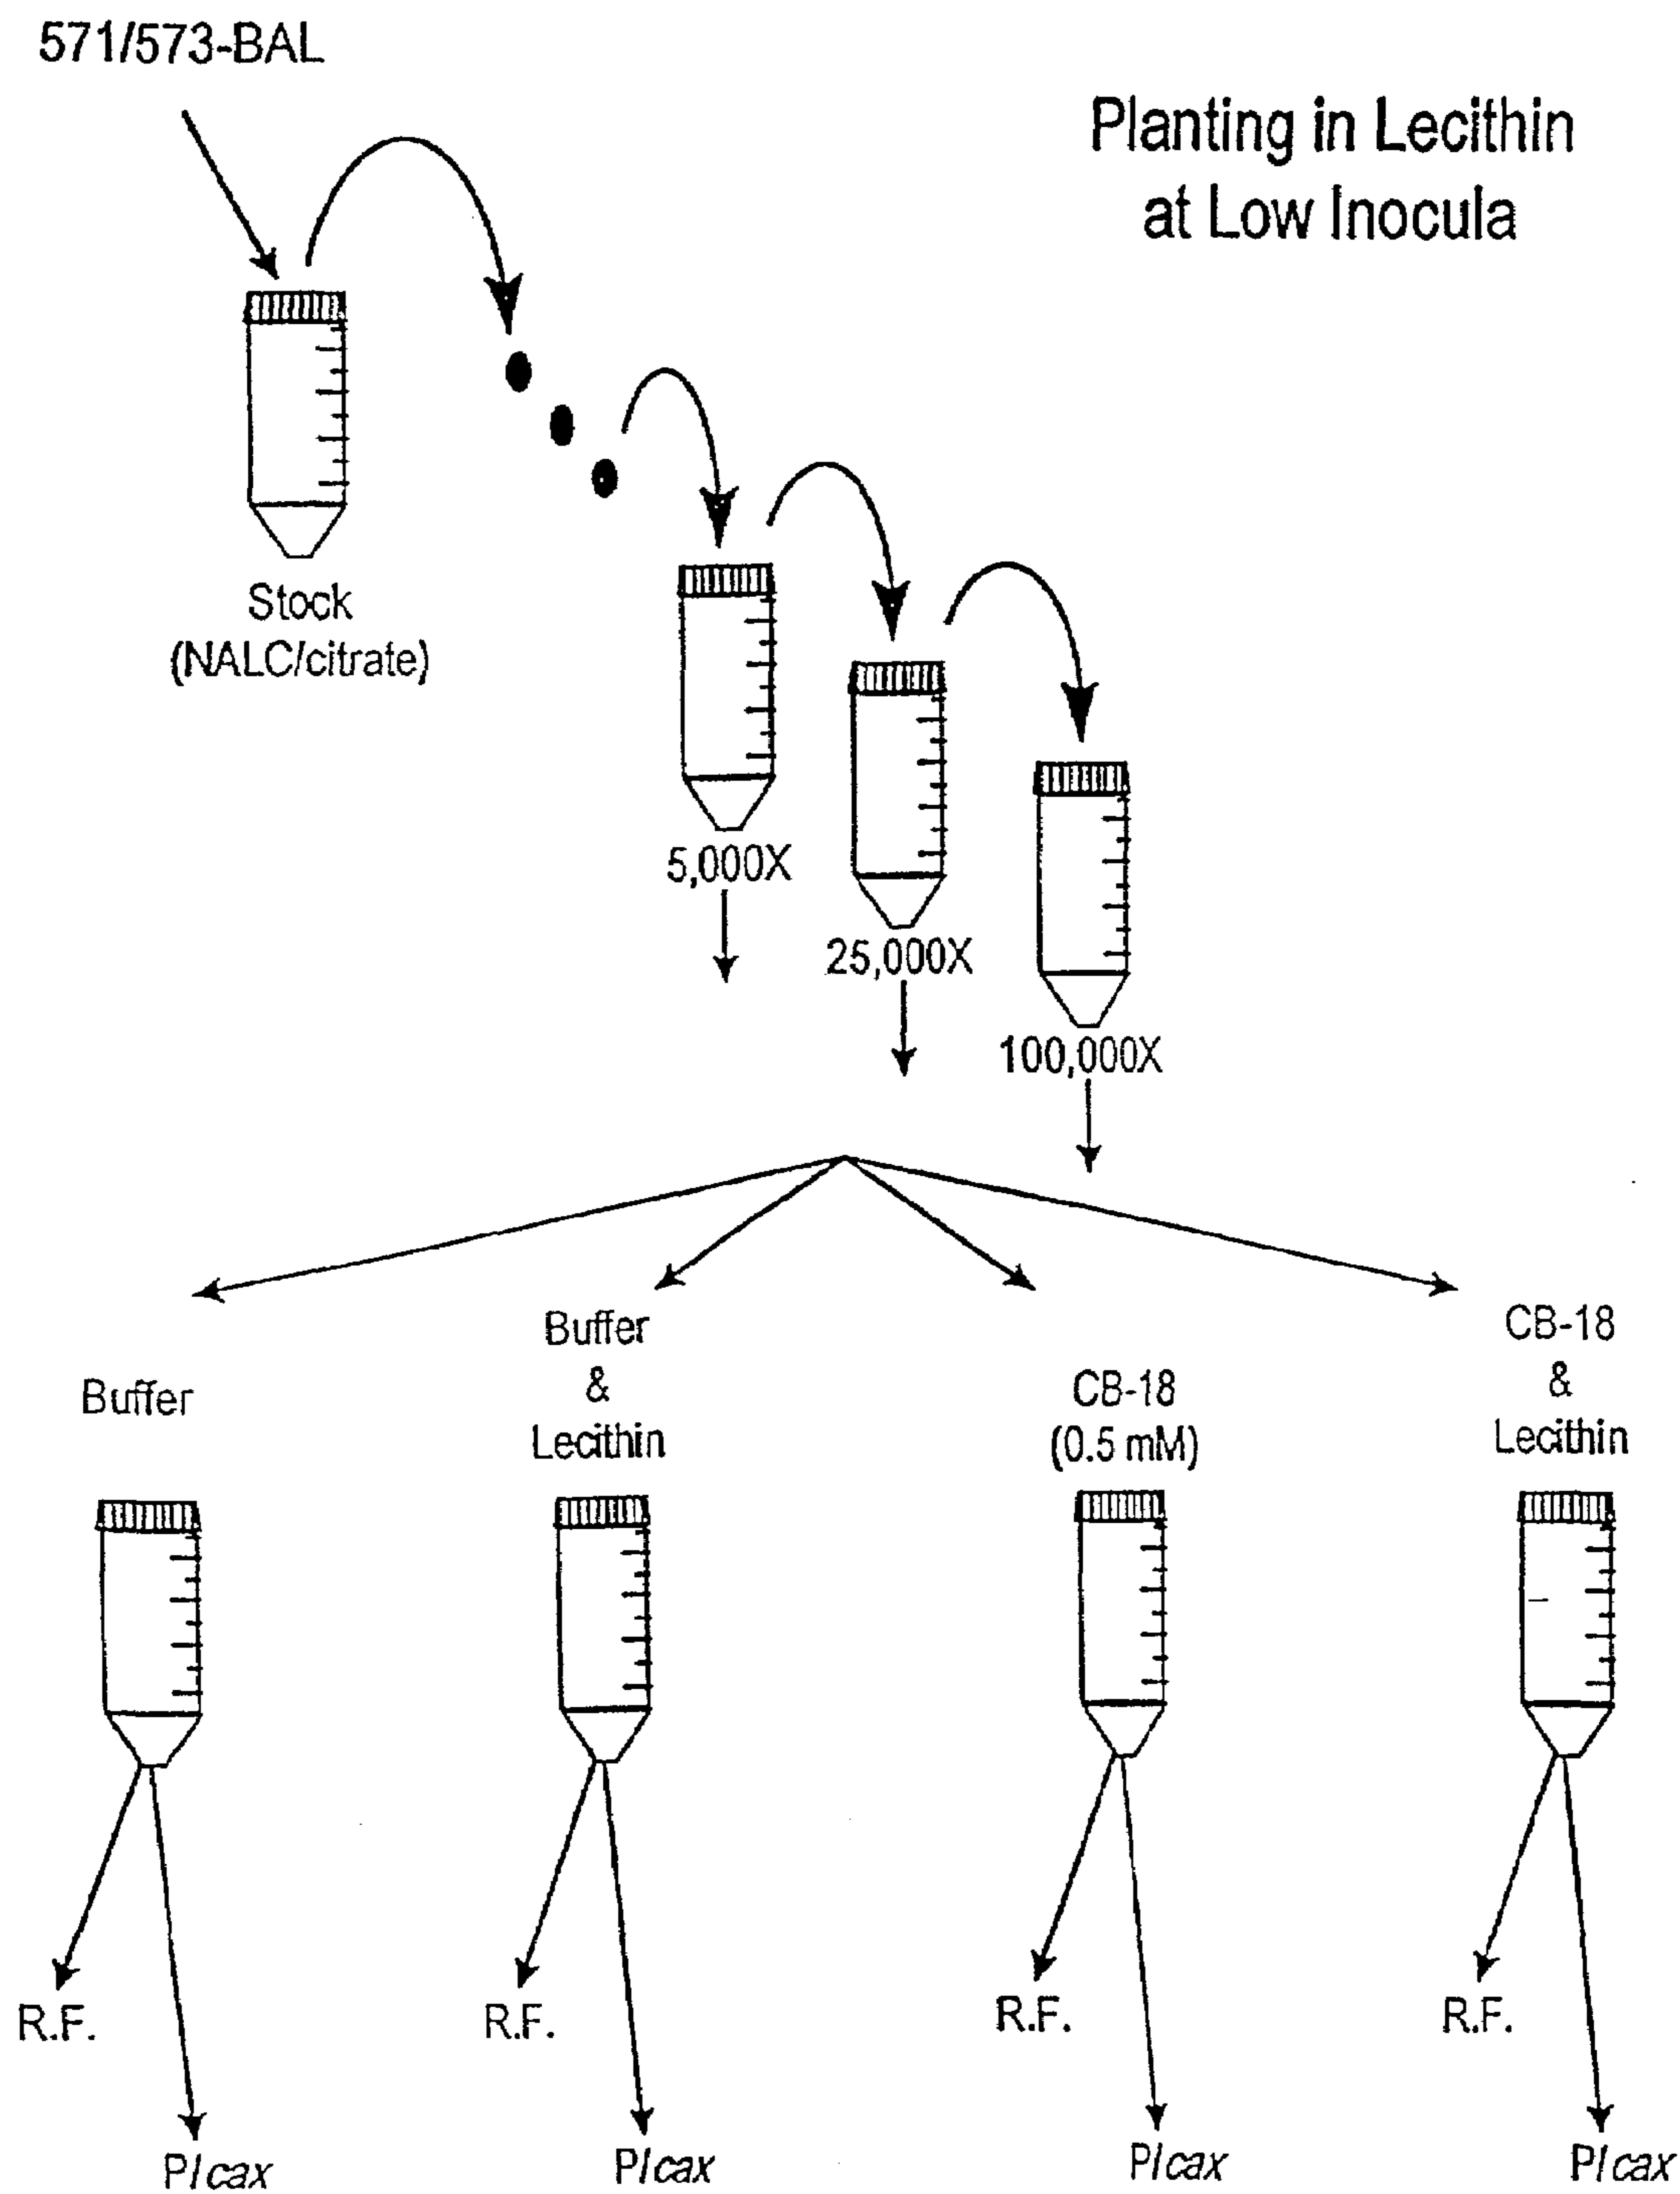 571/573-BAL
Planting in Lecithin
at Low Inocula
Stock
(NALC/citrate)
5,000X
25,000X
100,000X
Buffer
Buffer
&
Lecithin
CB-18
(0.5 mM)
CB-18
&
Lecithin
R.F.
R.F.
R.F.
R.F.
P/cax
P/cax
P/cax
P/cax